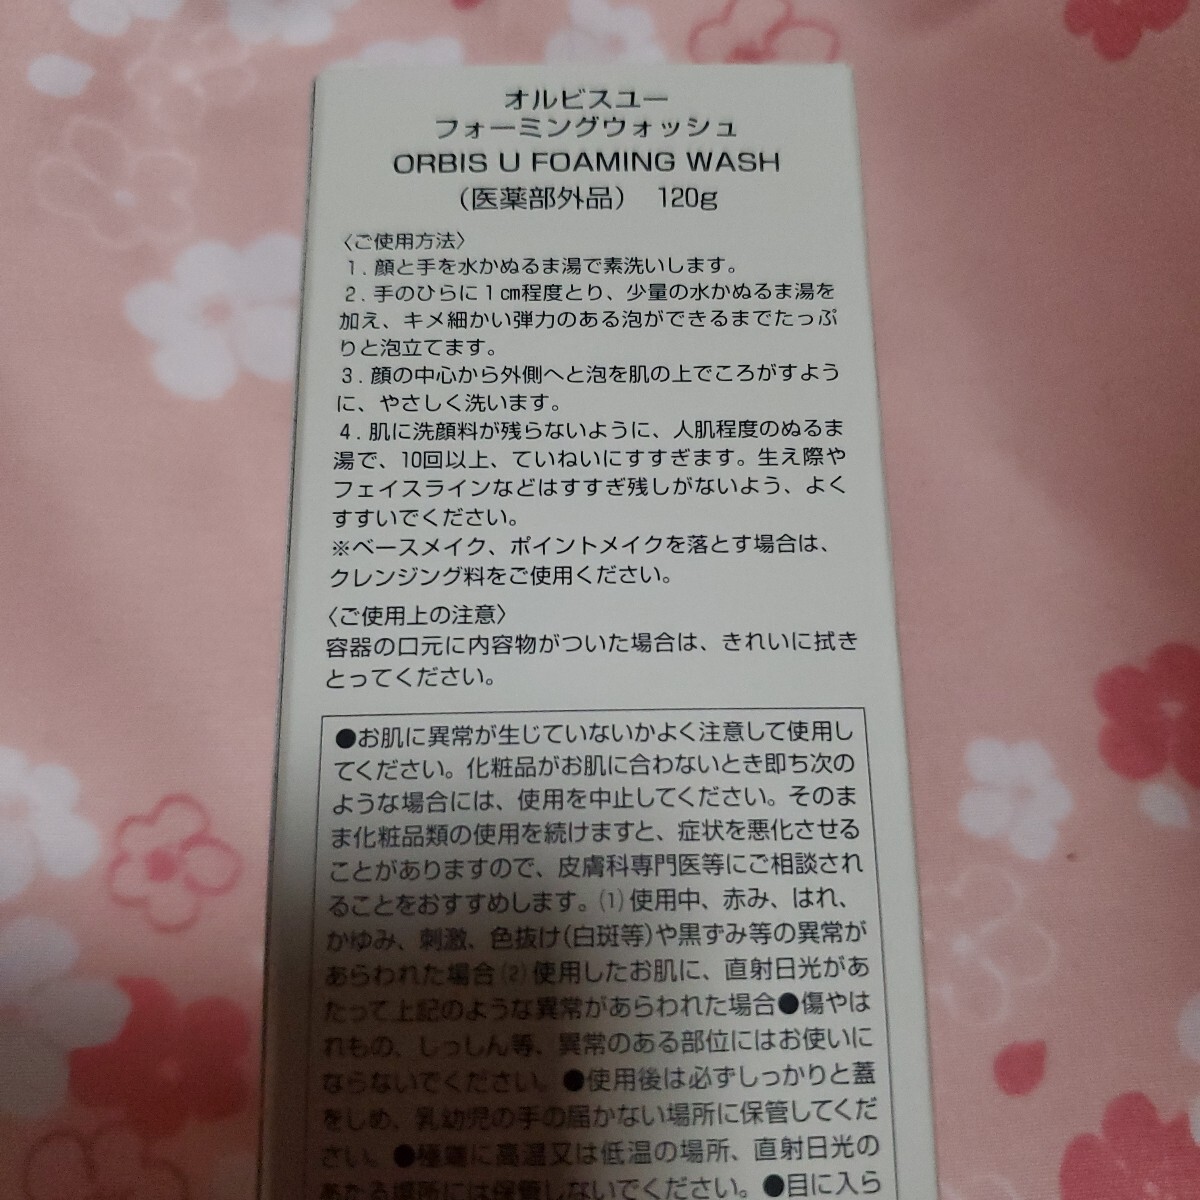 オルビスユー
フォーミングウォッシュ
ORBIS U FOAMING WASH
（医薬部外品） 120g
〈ご使用方法〉
1．顔と手を水かぬるま湯で素洗いします。
2．手のひらに1㎝程度とり、少量の水かぬるま湯を
加え、キメ細かい弾力のある泡ができるまでたっぷ
りと泡立てます。
3．顔の中心から外側へと泡を肌の上でころがすよう
に、やさしく洗います。
4．肌に洗顔料が残らないように、人肌程度のぬるま
湯で、10回以上、ていねいにすすぎます。生え際や
フェイスラインなどはすすぎ残しがないよう、よく
すすいでください。
※ベースメイク、ポイントメイクを落とす場合は、
クレンジング料をご使用ください。
〈ご使用上の注意〉
容器の口元に内容物がついた場合は、きれいに拭き
とってください。
●お肌に異常が生じていないかよく注意して使用し
てください。化粧品がお肌に合わないとき即ち次の
ような場合には、使用を中止してください。そのま
ま化粧品類の使用を続けますと、症状を悪化させる
ことがありますので、皮膚科専門医等にご相談され
ることをおすすめします。⑴使用中、赤み、はれ、
かゆみ、刺激、色抜け（白斑等）や黒ずみ等の異常が
あらわれた場合⑵使用したお肌に、直射日光があ
たって上記のような異常があらわれた場合●傷やは
れもの、しっしん等、異常のある部位にはお使いに
ならないでください。●使用後は必ずしっかりと蓋
をしめ、乳幼児の手の届かない場所に保管してくだ
さい。●極端に高温又は低温の場所、直射日光の
あたる場所には保管しないでください。●目に入ら